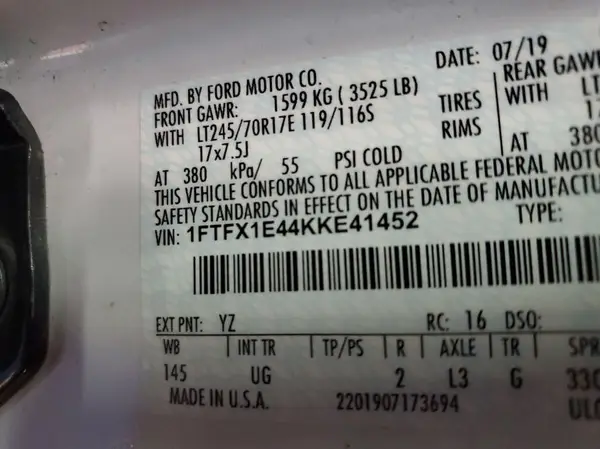 DATE: 07/19
MFD. BY FORD MOTOR CO.
FRONT GAWR: 1599 KG ( 3525 LB) REAR
WITH LT245/70R17E 119/116S TIRES WITH
17x7.5J RIMS
AT 380 kPa/ 55 PSI COLD AT 380
THIS VEHICLE CONFORMS TO ALL APPLICABLE FEDERAL
SAFETY STANDARDS IN EFFECT ON THE DATE OF
VIN: 1FTFX1E44KKE41452 TYPE:
EXT PNT: YZ RC: 16 DSO:
WB | INT TR | TP/PS | R | AXLE | TR |
145 UG 2 L3 G
MADE IN U.S.A. 2201907173694